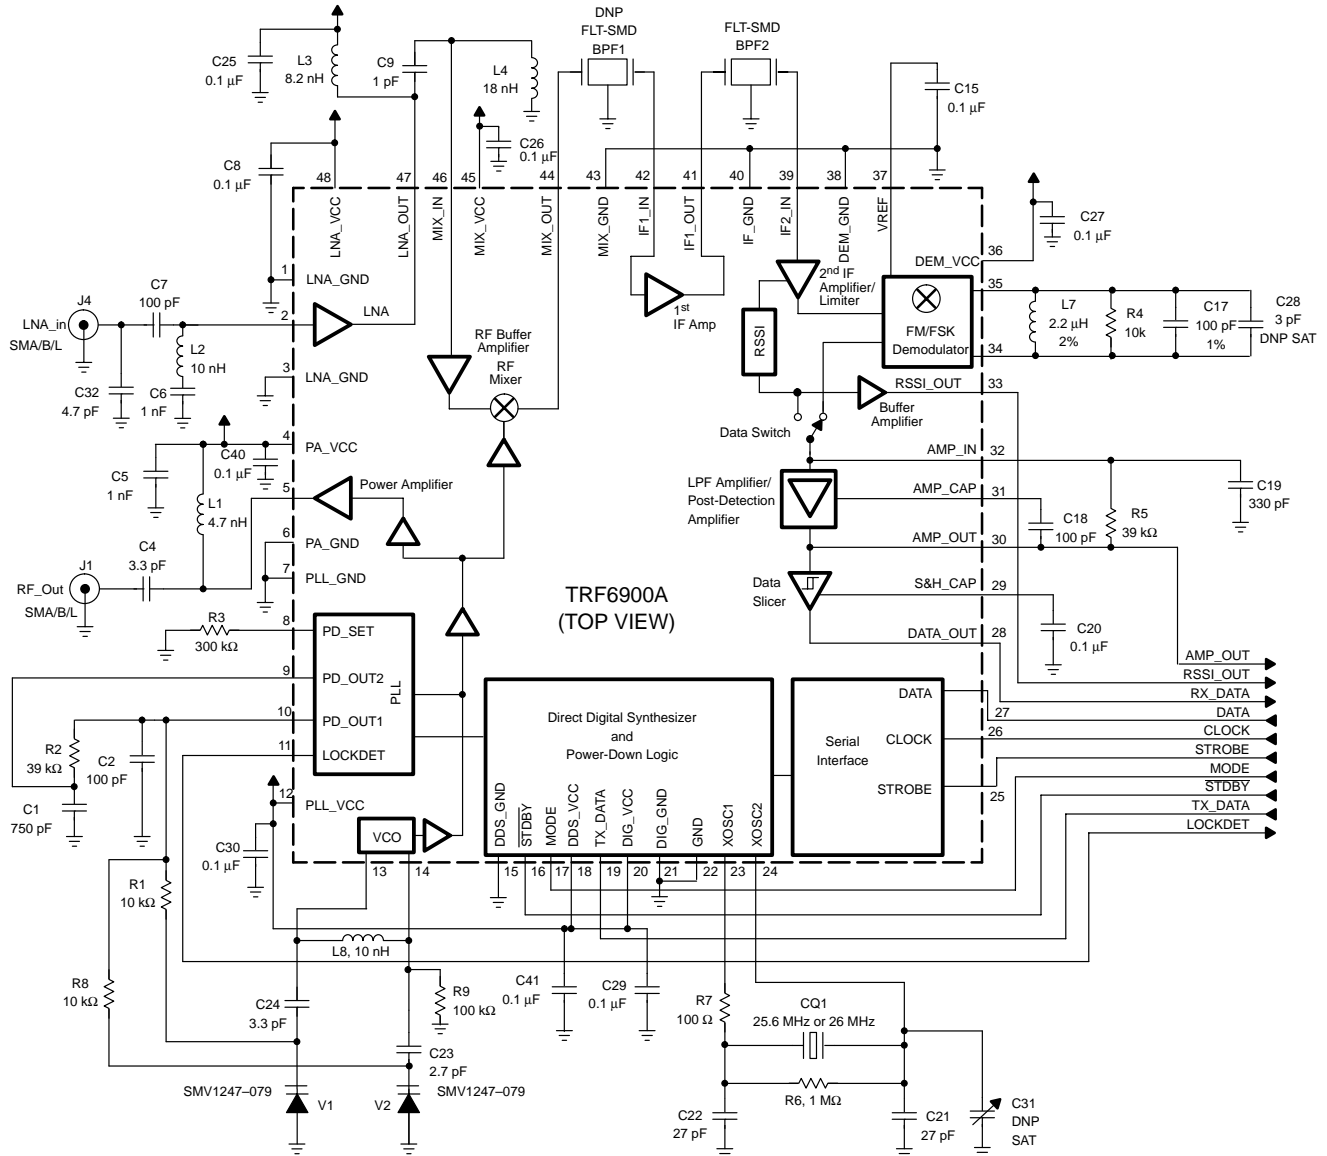 DNP
FLT-SMD
BPF1
FLT-SMD
BPF2
C25
0.1 µF
L3
8.2 nH
C9
1 pF
L4
18 nH
C15
0.1 µF
C8
0.1 µF
C26
0.1 µF
48
47
46
45
44
43
42
41
40
39
38
37
LNA_VCC
LNA_OUT
MIX_IN
MIX_VCC
MIX_OUT
MIX_GND
IF1_IN
IF1_OUT
IF_GND
IF2_IN
DEM_GND
VREF
C27
0.1 µF
36
DEM_VCC
1
LNA_GND
2nd IF
Amplifier/
Limiter
1st
IF Amp
35
C7
100 pF
J4
LNA_in
SMA/B/L
2
LNA
L2
10 nH
C32
4.7 pF
C6
1 nF
3
LNA_GND
RF Buffer
Amplifier
RF
Mixer
RSSI
FM/FSK
Demodulator
34
L7
2.2 µH
2%
R4
10k
C17
100 pF
1%
C28
3 pF
DNP SAT
RSSI_OUT
33
Buffer
Amplifier
Data Switch
4
PA_VCC
C40
0.1 µF
C5
1 nF
AMP_IN
32
L1
4.7 nH
5
Power Amplifier
LPF Amplifier/
Post-Detection
Amplifier
AMP_CAP
31
C19
330 pF
C18
100 pF
R5
39 kΩ
6
PA_GND
AMP_OUT
30
C4
3.3 pF
J1
RF_Out
SMA/B/L
7
PLL_GND
Data
Slicer
S&H_CAP
29
TRF6900A
(TOP VIEW)
R3
300 kΩ
8
PD_SET
DATA_OUT
28
C20
0.1 µF
9
PD_OUT2
PLL
10
PD_OUT1
11
LOCKDET
R2
39 kΩ
C2
100 pF
C1
750 pF
12
PLL_VCC
VCO
C30
0.1 µF
13
14
Direct Digital Synthesizer
and
Power-Down Logic
DDS_GND
STDBY
MODE
DDS_VCC
TX_DATA
DIG_VCC
DIG_GND
GND
XOSC1
XOSC2
15
16
17
18
19
20
21
22
23
24
Serial
Interface
DATA
CLOCK
STROBE
27
26
25
AMP_OUT
RSSI_OUT
RX_DATA
DATA
CLOCK
STROBE
MODE
STDBY
TX_DATA
LOCKDET
R1
10 kΩ
R8
10 kΩ
L8, 10 nH
C24
3.3 pF
R9
100 kΩ
C23
2.7 pF
SMV1247–079
V1
V2
SMV1247–079
C41
0.1 µF
C29
0.1 µF
R7
100 Ω
CQ1
25.6 MHz or 26 MHz
R6, 1 MΩ
C22
27 pF
C21
27 pF
C31
DNP
SAT